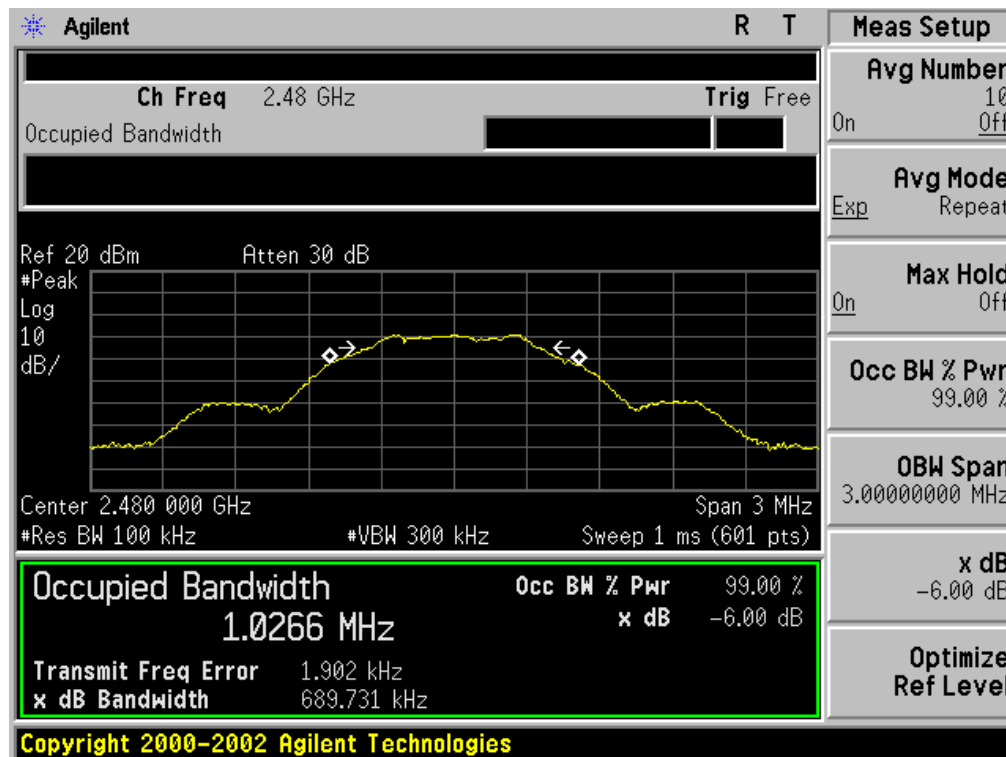 Agilent R T Meas Setup
Ch Freq 2.48 GHz Trig Free
Occupied Bandwidth
Avg Number
10
On Off
Avg Mode
Exp Repeat
Max Hold
On Off
Occ BW % Pwr
99.00 %
OBW Span
3.00000000 MHz
x dB
-6.00 dB
Optimize
Ref Level
Ref 20 dBm Atten 30 dB
#Peak
Log
10
dB/
Center 2.480 000 GHz Span 3 MHz
#Res BW 100 kHz #VBW 300 kHz Sweep 1 ms (601 pts)
Occupied Bandwidth Occ BW % Pwr 99.00 %
1.0266 MHz x dB -6.00 dB
Transmit Freq Error 1.902 kHz
x dB Bandwidth 689.731 kHz
Copyright 2000-2002 Agilent Technologies